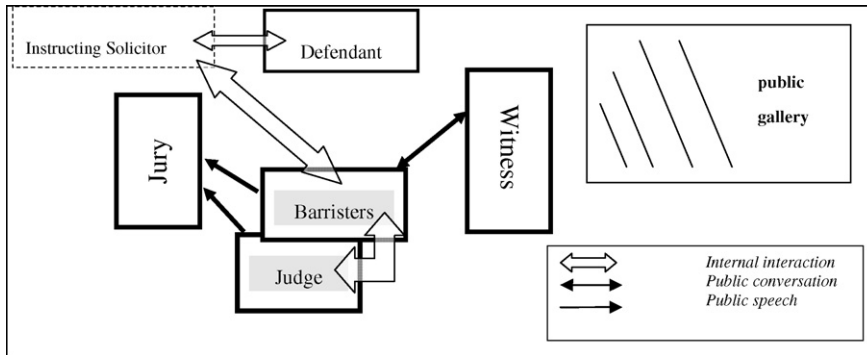 Instructing Solicitor
Defendant
Jury
Witness
public
gallery
Barristers
Judge
Internal interaction
Public conversation
Public speech